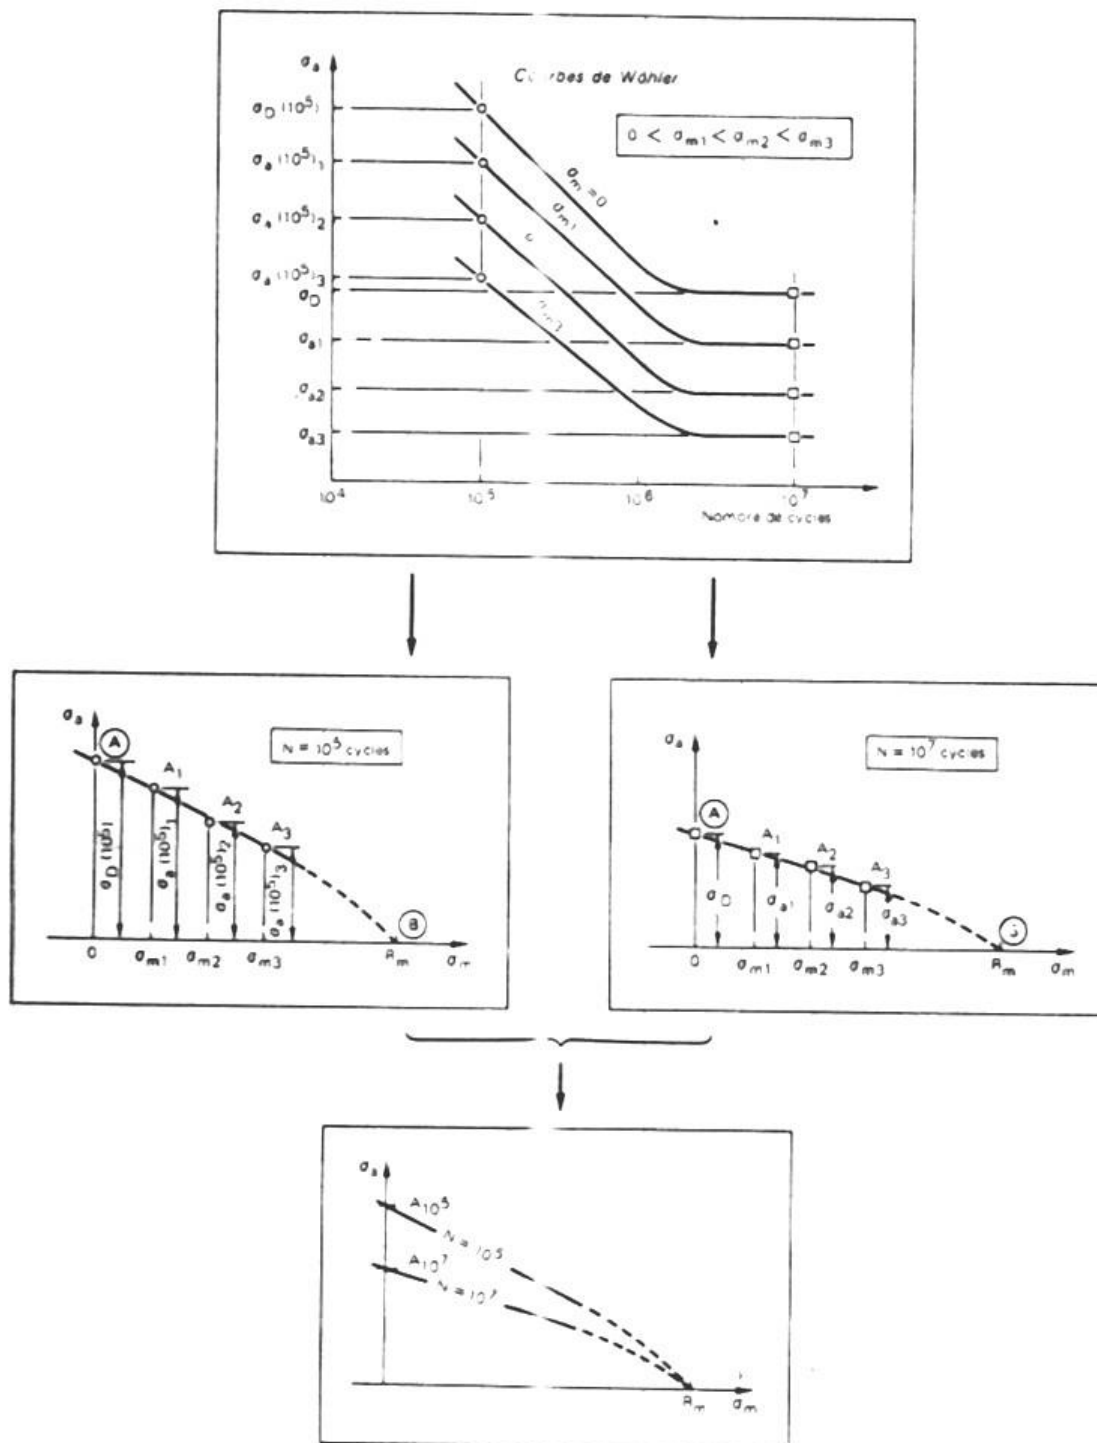 σa
Courbes de Wöhler
σD (10⁵)
0 < σm1 < σm2 < σm3
σa (10⁵)1
σm = 0
σm1
σa (10⁵)2
σa (10⁵)3
σm3
σD
σa1
σa2
σa3
10⁴ 10⁵ 10⁶ 10⁷
Nombre de cycles
σa
A
N = 10⁵ cycles
A1
A2
A3
σD (10⁵)
σa (10⁵)1
σa (10⁵)2
σa (10⁵)3
B
0 σm1 σm2 σm3 Rm σm
σa
N = 10⁷ cycles
A
A1
A2
A3
σD
σa1
σa2
σa3
0 σm1 σm2 σm3 Rm σm
σa
A10⁵
N = 10⁵
A10⁷
N = 10⁷
Rm σm